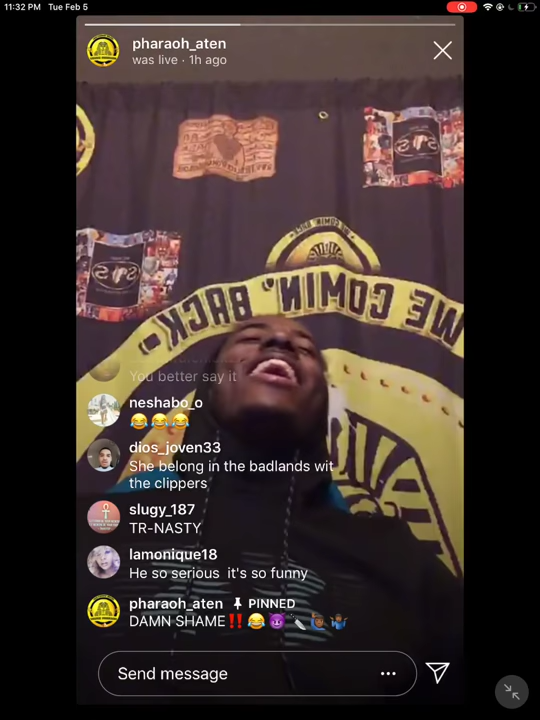 11:32 PM Tue Feb 5
pharaoh_aten
was live · 1h ago
WE COMIN' BACK
You better say it
neshabo_o
😂😂😂
dios_joven33
She belong in the badlands wit
the clippers
slugy_187
TR-NASTY
lamonique18
He so serious it's so funny
pharaoh_aten PINNED
DAMN SHAME‼️😂😈🔪🤷🏾‍♂️
Send message